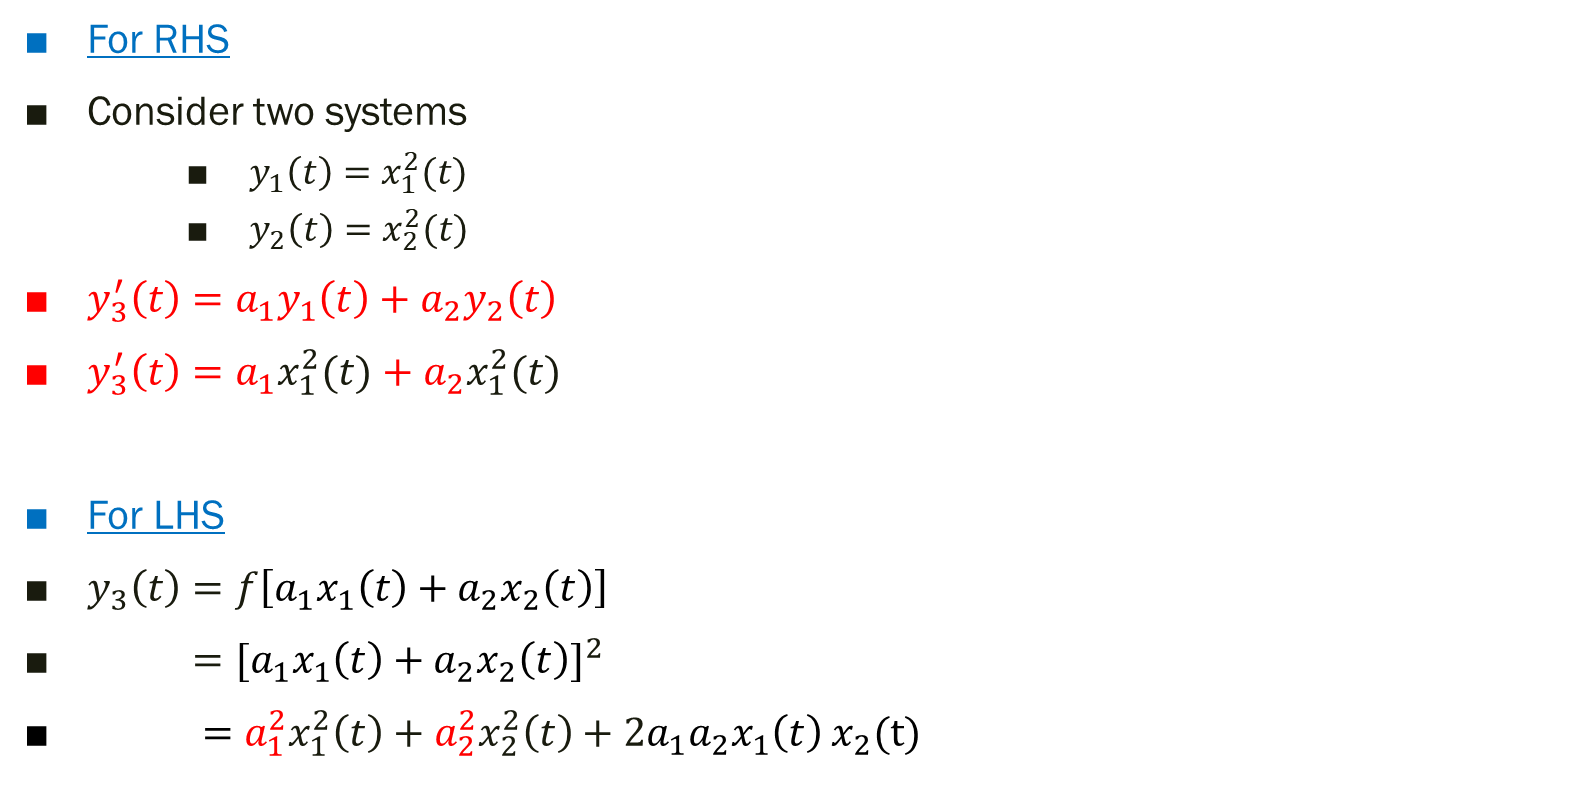 ■ For RHS
■ Consider two systems
■ y₁(t) = x₁²(t)
■ y₂(t) = x₂²(t)
■ y₃′(t) = a₁y₁(t) + a₂y₂(t)
■ y₃′(t) = a₁x₁²(t) + a₂x₁²(t)
■ For LHS
■ y₃(t) = f[a₁x₁(t) + a₂x₂(t)]
■ = [a₁x₁(t) + a₂x₂(t)]²
■ = a₁²x₁²(t) + a₂²x₂²(t) + 2a₁a₂x₁(t) x₂(t)